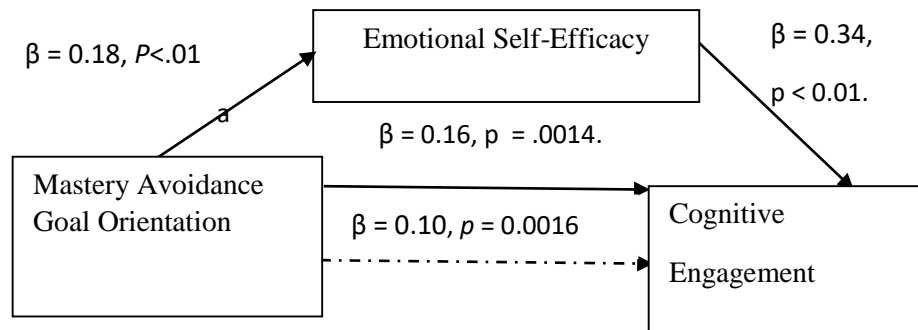 Emotional Self-Efficacy
β = 0.18, P<.01
β = 0.34,
p < 0.01.
a
β = 0.16, p = .0014.
Mastery Avoidance
Goal Orientation
β = 0.10, p = 0.0016
Cognitive
Engagement